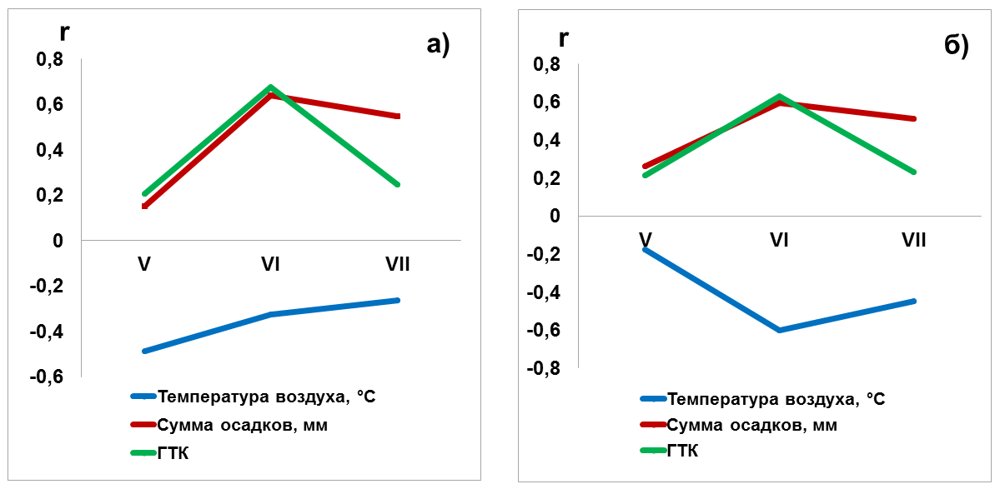 r
а)
0,8
0,6
0,4
0,2
0
V VI VII
-0,2
-0,4
-0,6
Температура воздуха, °С
Сумма осадков, мм
ГТК
r
б)
0,8
0,6
0,4
0,2
0
V VI VII
-0,2
-0,4
-0,6
-0,8
Температура воздуха, °С
Сумма осадков, мм
ГТК